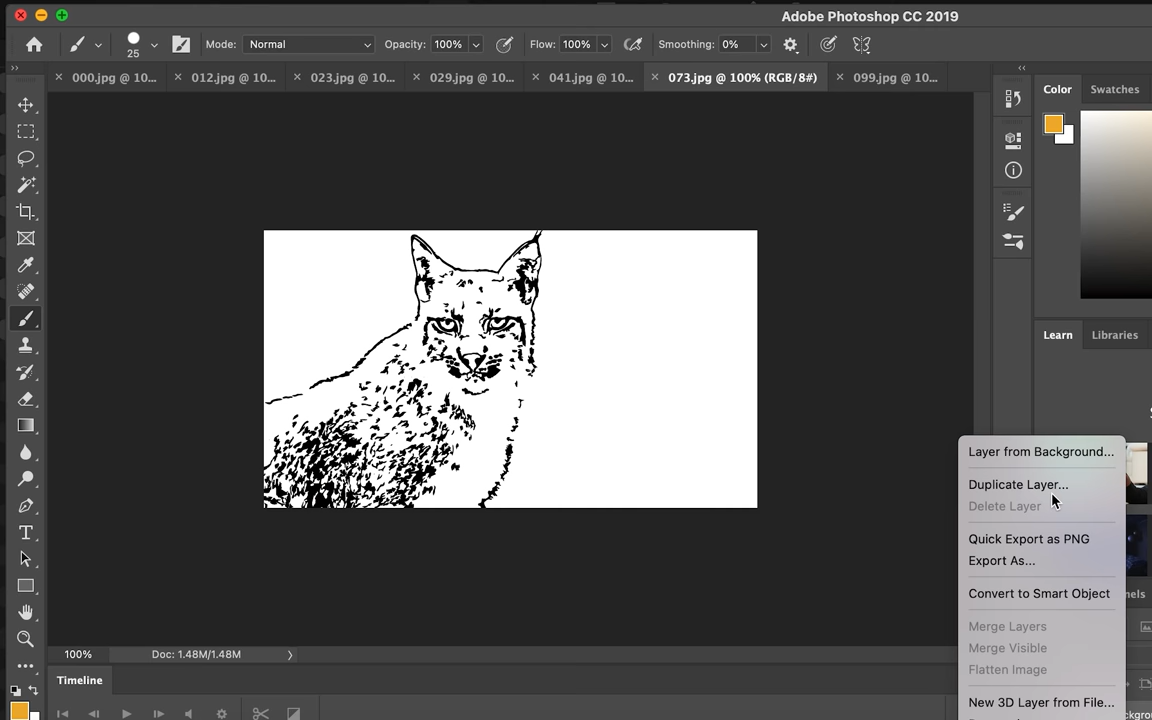 Adobe Photoshop CC 2019
25 Mode: Normal Opacity: 100% Flow: 100% Smoothing: 0%
000.jpg @ 10... 012.jpg @ 10... 023.jpg @ 10... 029.jpg @ 10... 041.jpg @ 10... 073.jpg @ 100% (RGB/8#) 099.jpg @ 10...
Color Swatches
Learn Libraries
Layer from Background...
Duplicate Layer...
Delete Layer
Quick Export as PNG
Export As...
Convert to Smart Object
nels
Merge Layers
Merge Visible
Flatten Image
New 3D Layer from File...
100% Doc: 1.48M/1.48M
Timeline